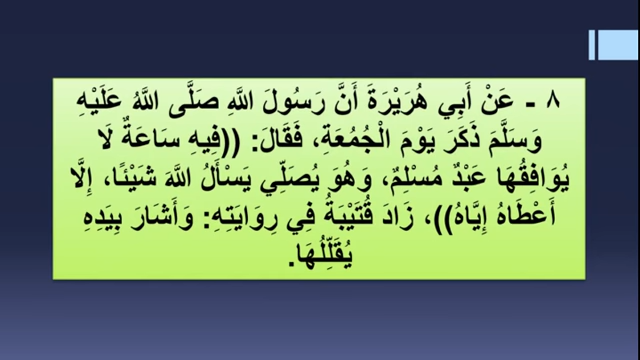 ٨ - عَنْ أَبِي هُرَيْرَةَ أَنَّ رَسُولَ اللَّهِ صَلَّى اللَّهُ عَلَيْهِ
وَسَلَّمَ ذَكَرَ يَوْمَ الْجُمُعَةِ، فَقَالَ: ((فِيهِ سَاعَةٌ لَا
يُوَافِقُهَا عَبْدٌ مُسْلِمٌ، وَهُوَ يُصَلِّي يَسْأَلُ اللَّهَ شَيْئًا، إِلَّا
أَعْطَاهُ إِيَّاهُ))، زَادَ قُتَيْبَةُ فِي رِوَايَتِهِ: وَأَشَارَ بِيَدِهِ
يُقَلِّلُهَا.